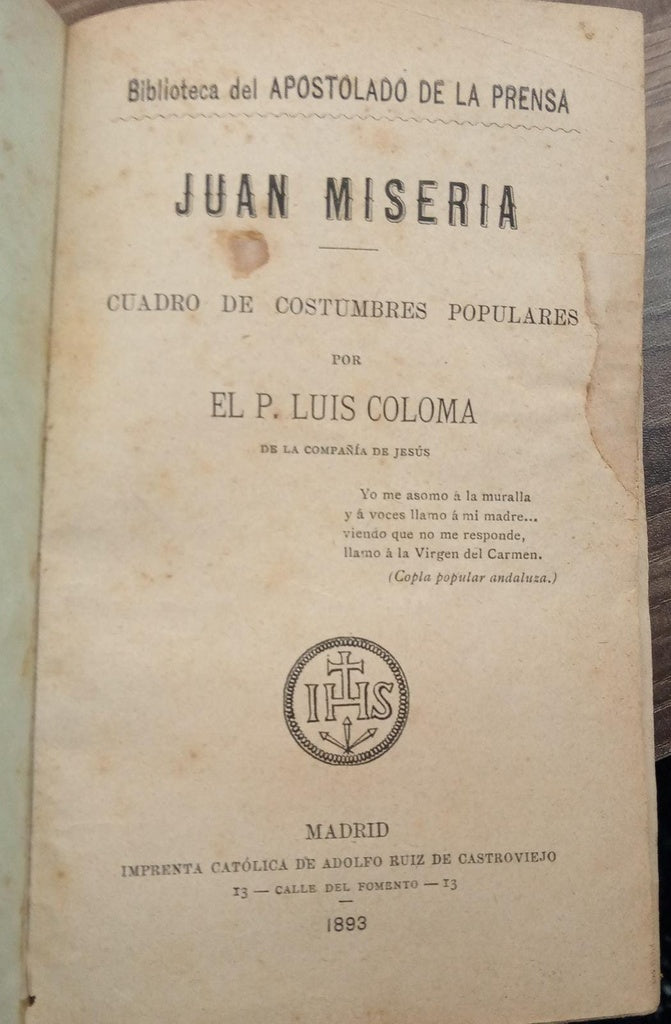 Biblioteca del APOSTOLADO DE LA PRENSA
JUAN MISERIA
CUADRO DE COSTUMBRES POPULARES
POR
EL P. LUIS COLOMA
DE LA COMPAÑÍA DE JESÚS
Yo me asomo á la muralla
y á voces llamo á mi madre...
viendo que no me responde,
llamo á la Virgen del Carmen.
(Copla popular andaluza.)
IHS
MADRID
IMPRENTA CATÓLICA DE ADOLFO RUIZ DE CASTROVIEJO
13 — CALLE DEL FOMENTO — 13
1893